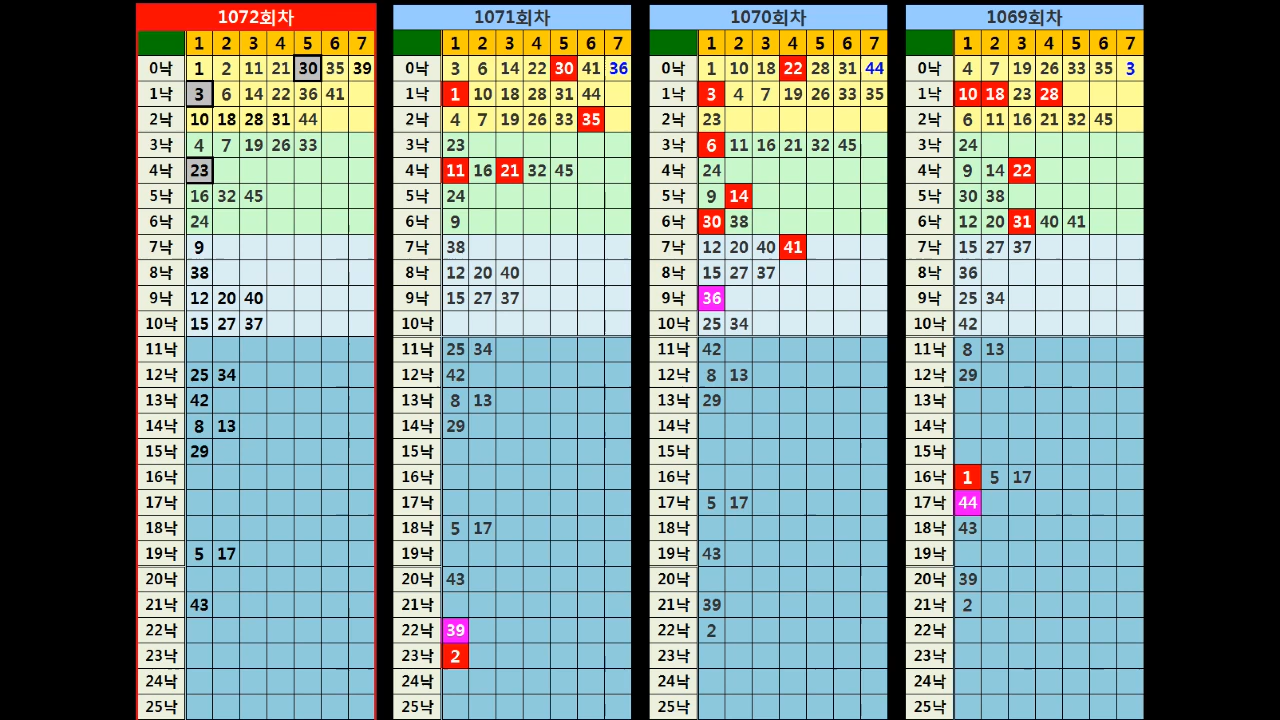 1072회차 1071회차 1070회차 1069회차
1 2 3 4 5 6 7 1 2 3 4 5 6 7 1 2 3 4 5 6 7 1 2 3 4 5 6 7
0낙 1 2 11 21 30 35 39 0낙 3 6 14 22 30 41 36 0낙 1 10 18 22 28 31 44 0낙 4 7 19 26 33 35 3
1낙 3 6 14 22 36 41 1낙 1 10 18 28 31 44 1낙 3 4 7 19 26 33 35 1낙 10 18 23 28
2낙 10 18 28 31 44 2낙 4 7 19 26 33 35 2낙 23 2낙 6 11 16 21 32 45
3낙 4 7 19 26 33 3낙 23 3낙 6 11 16 21 32 45 3낙 24
4낙 23 4낙 11 16 21 32 45 4낙 24 4낙 9 14 22
5낙 16 32 45 5낙 24 5낙 9 14 5낙 30 38
6낙 24 6낙 9 6낙 30 38 6낙 12 20 31 40 41
7낙 9 7낙 38 7낙 12 20 40 41 7낙 15 27 37
8낙 38 8낙 12 20 40 8낙 15 27 37 8낙 36
9낙 12 20 40 9낙 15 27 37 9낙 36 9낙 25 34
10낙 15 27 37 10낙 10낙 25 34 10낙 42
11낙 11낙 25 34 11낙 42 11낙 8 13
12낙 25 34 12낙 42 12낙 8 13 12낙 29
13낙 42 13낙 8 13 13낙 29 13낙
14낙 8 13 14낙 29 14낙 14낙
15낙 29 15낙 15낙 15낙
16낙 16낙 16낙 16낙 1 5 17
17낙 17낙 17낙 5 17 17낙 44
18낙 18낙 5 17 18낙 18낙 43
19낙 5 17 19낙 19낙 43 19낙
20낙 20낙 43 20낙 20낙 39
21낙 43 21낙 21낙 39 21낙 2
22낙 22낙 39 22낙 2 22낙
23낙 23낙 2 23낙 23낙
24낙 24낙 24낙 24낙
25낙 25낙 25낙 25낙